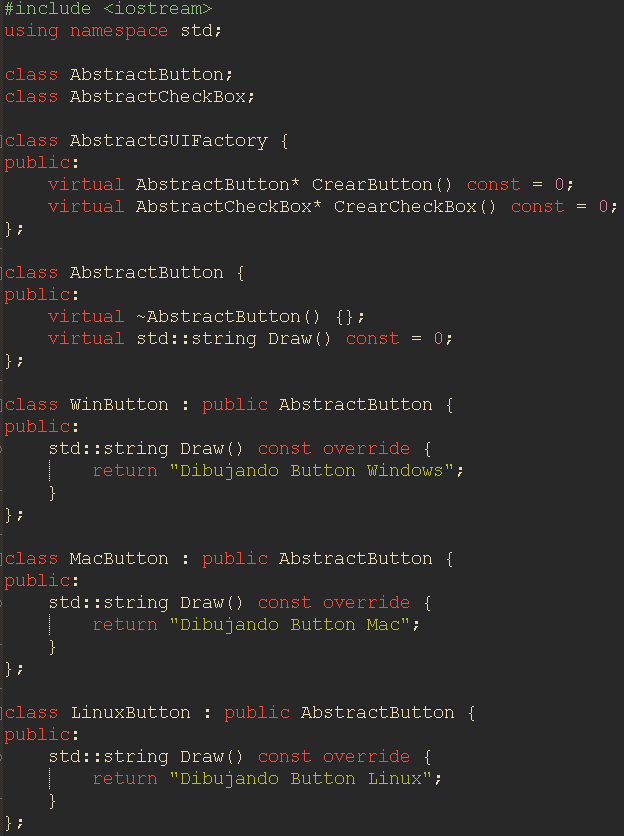 #include <iostream>
using namespace std;
class AbstractButton;
class AbstractCheckBox;
class AbstractGUIFactory {
public:
    virtual AbstractButton* CrearButton() const = 0;
    virtual AbstractCheckBox* CrearCheckBox() const = 0;
};
class AbstractButton {
public:
    virtual ~AbstractButton() {};
    virtual std::string Draw() const = 0;
};
class WinButton : public AbstractButton {
public:
    std::string Draw() const override {
        return "Dibujando Button Windows";
    }
};
class MacButton : public AbstractButton {
public:
    std::string Draw() const override {
        return "Dibujando Button Mac";
    }
};
class LinuxButton : public AbstractButton {
public:
    std::string Draw() const override {
        return "Dibujando Button Linux";
    }
};